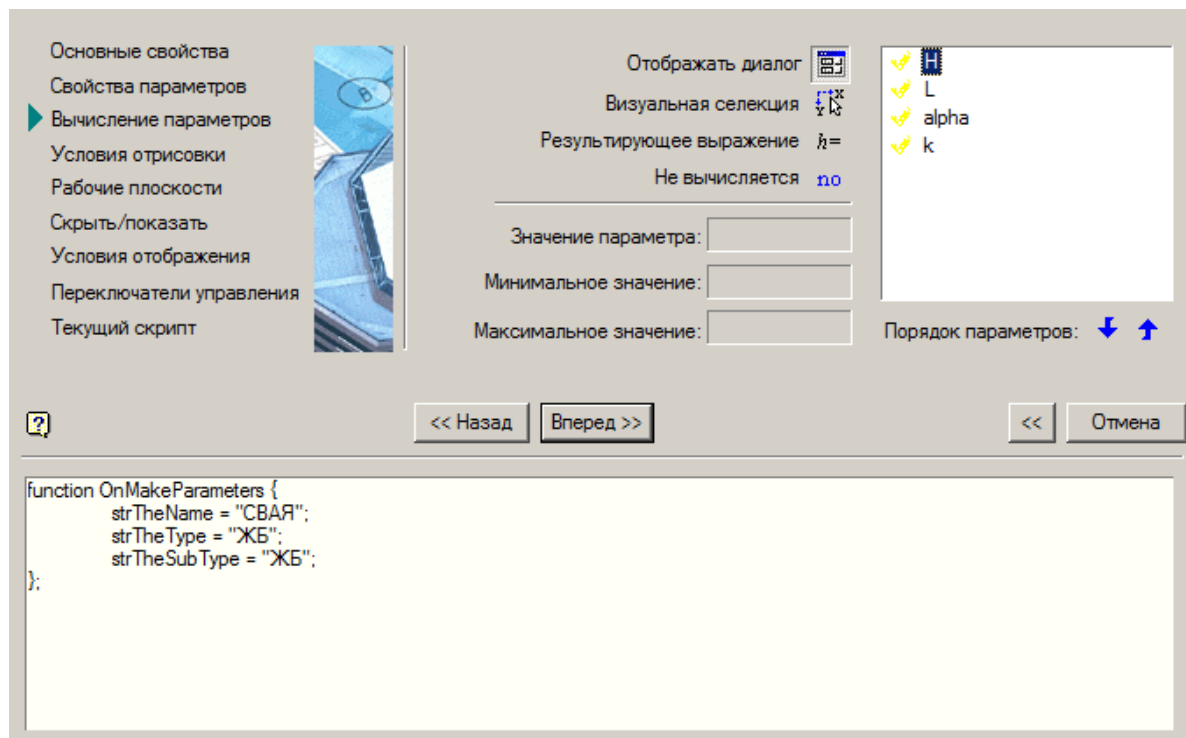 Основные свойства
Свойства параметров
Вычисление параметров
Условия отрисовки
Рабочие плоскости
Скрыть/показать
Условия отображения
Переключатели управления
Текущий скрипт
B
Отображать диалог
Визуальная селекция
Результирующее выражение h=
Не вычисляется no
Значение параметра:
Минимальное значение:
Максимальное значение:
H
L
alpha
k
Порядок параметров:
<< Назад
Вперед >>
<<
Отмена
function OnMakeParameters {
strTheName = "СВАЯ";
strTheType = "ЖБ";
strTheSubType = "ЖБ";
};